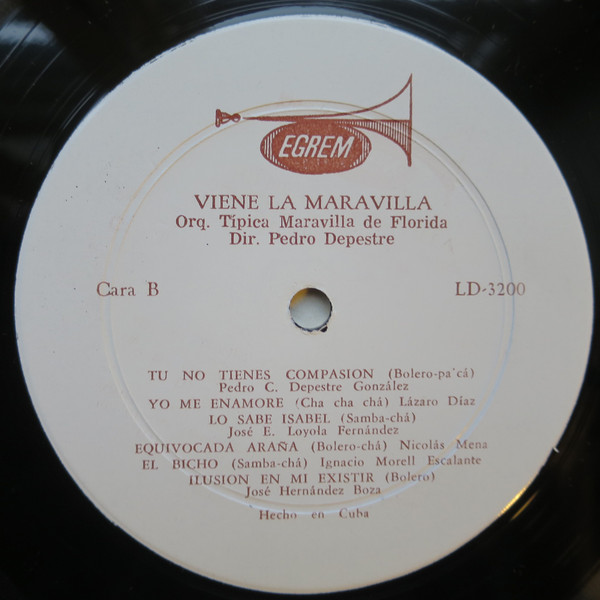 EGREM
VIENE LA MARAVILLA
Orq. Típica Maravilla de Florida
Dir. Pedro Depestre
Cara B
LD-3200
TU NO TIENES COMPASION (Bolero-pa'cá)
Pedro C. Depestre González
YO ME ENAMORE (Cha cha chá) Lázaro Díaz
LO SABE ISABEL (Samba-chá)
José E. Loyola Fernández
EQUIVOCADA ARAÑA (Bolero-chá) Nicolás Mena
EL BICHO (Samba-chá) Ignacio Morell Escalante
ILUSION EN MI EXISTIR (Bolero)
José Hernández Boza
Hecho en Cuba